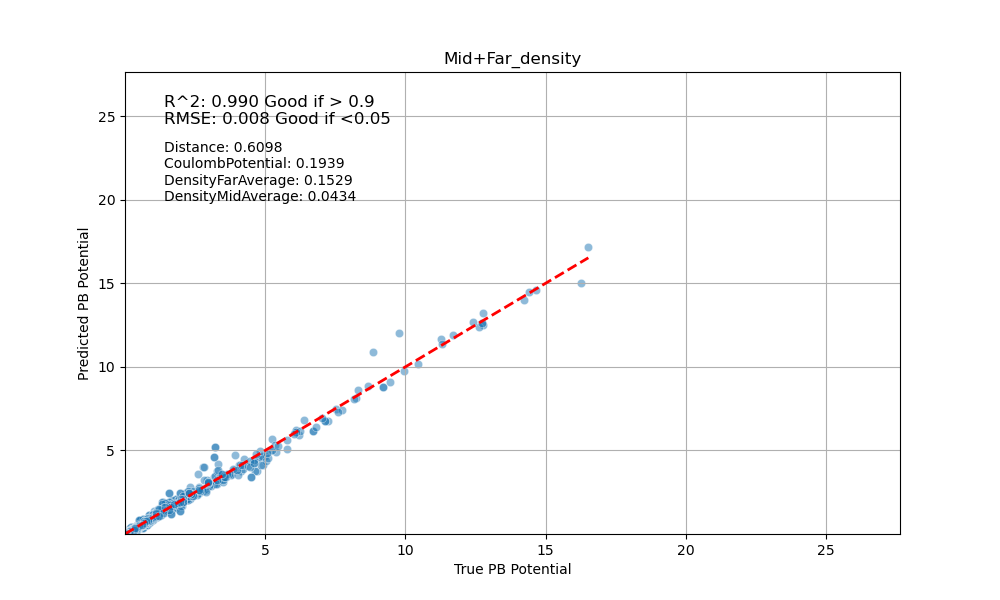 Mid+Far_density
R^2: 0.990 Good if > 0.9
RMSE: 0.008 Good if <0.05
Distance: 0.6098
CoulombPotential: 0.1939
DensityFarAverage: 0.1529
DensityMidAverage: 0.0434
Predicted PB Potential
25
20
15
10
5
5 10 15 20 25
True PB Potential